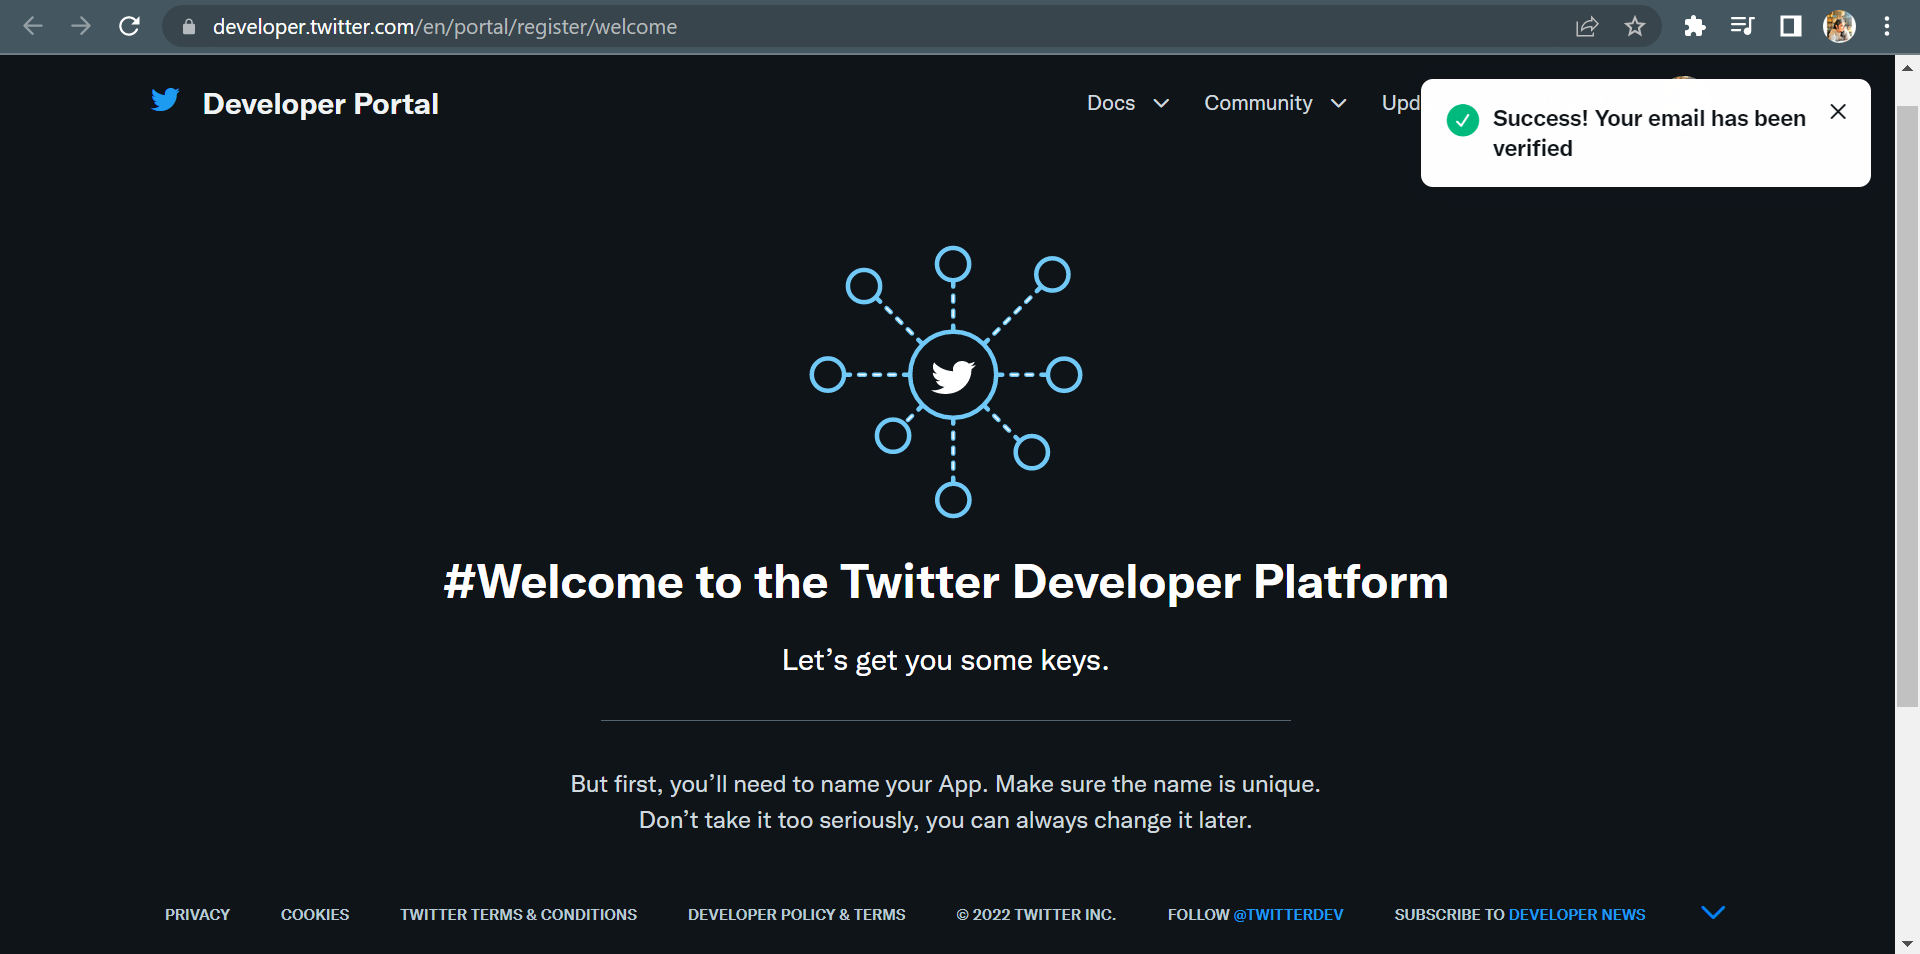 developer.twitter.com/en/portal/register/welcome
Developer Portal
Docs
Community
Upd
Success! Your email has been
verified
#Welcome to the Twitter Developer Platform
Let’s get you some keys.
But first, you’ll need to name your App. Make sure the name is unique.
Don’t take it too seriously, you can always change it later.
PRIVACY
COOKIES
TWITTER TERMS & CONDITIONS
DEVELOPER POLICY & TERMS
© 2022 TWITTER INC.
FOLLOW @TWITTERDEV
SUBSCRIBE TO DEVELOPER NEWS